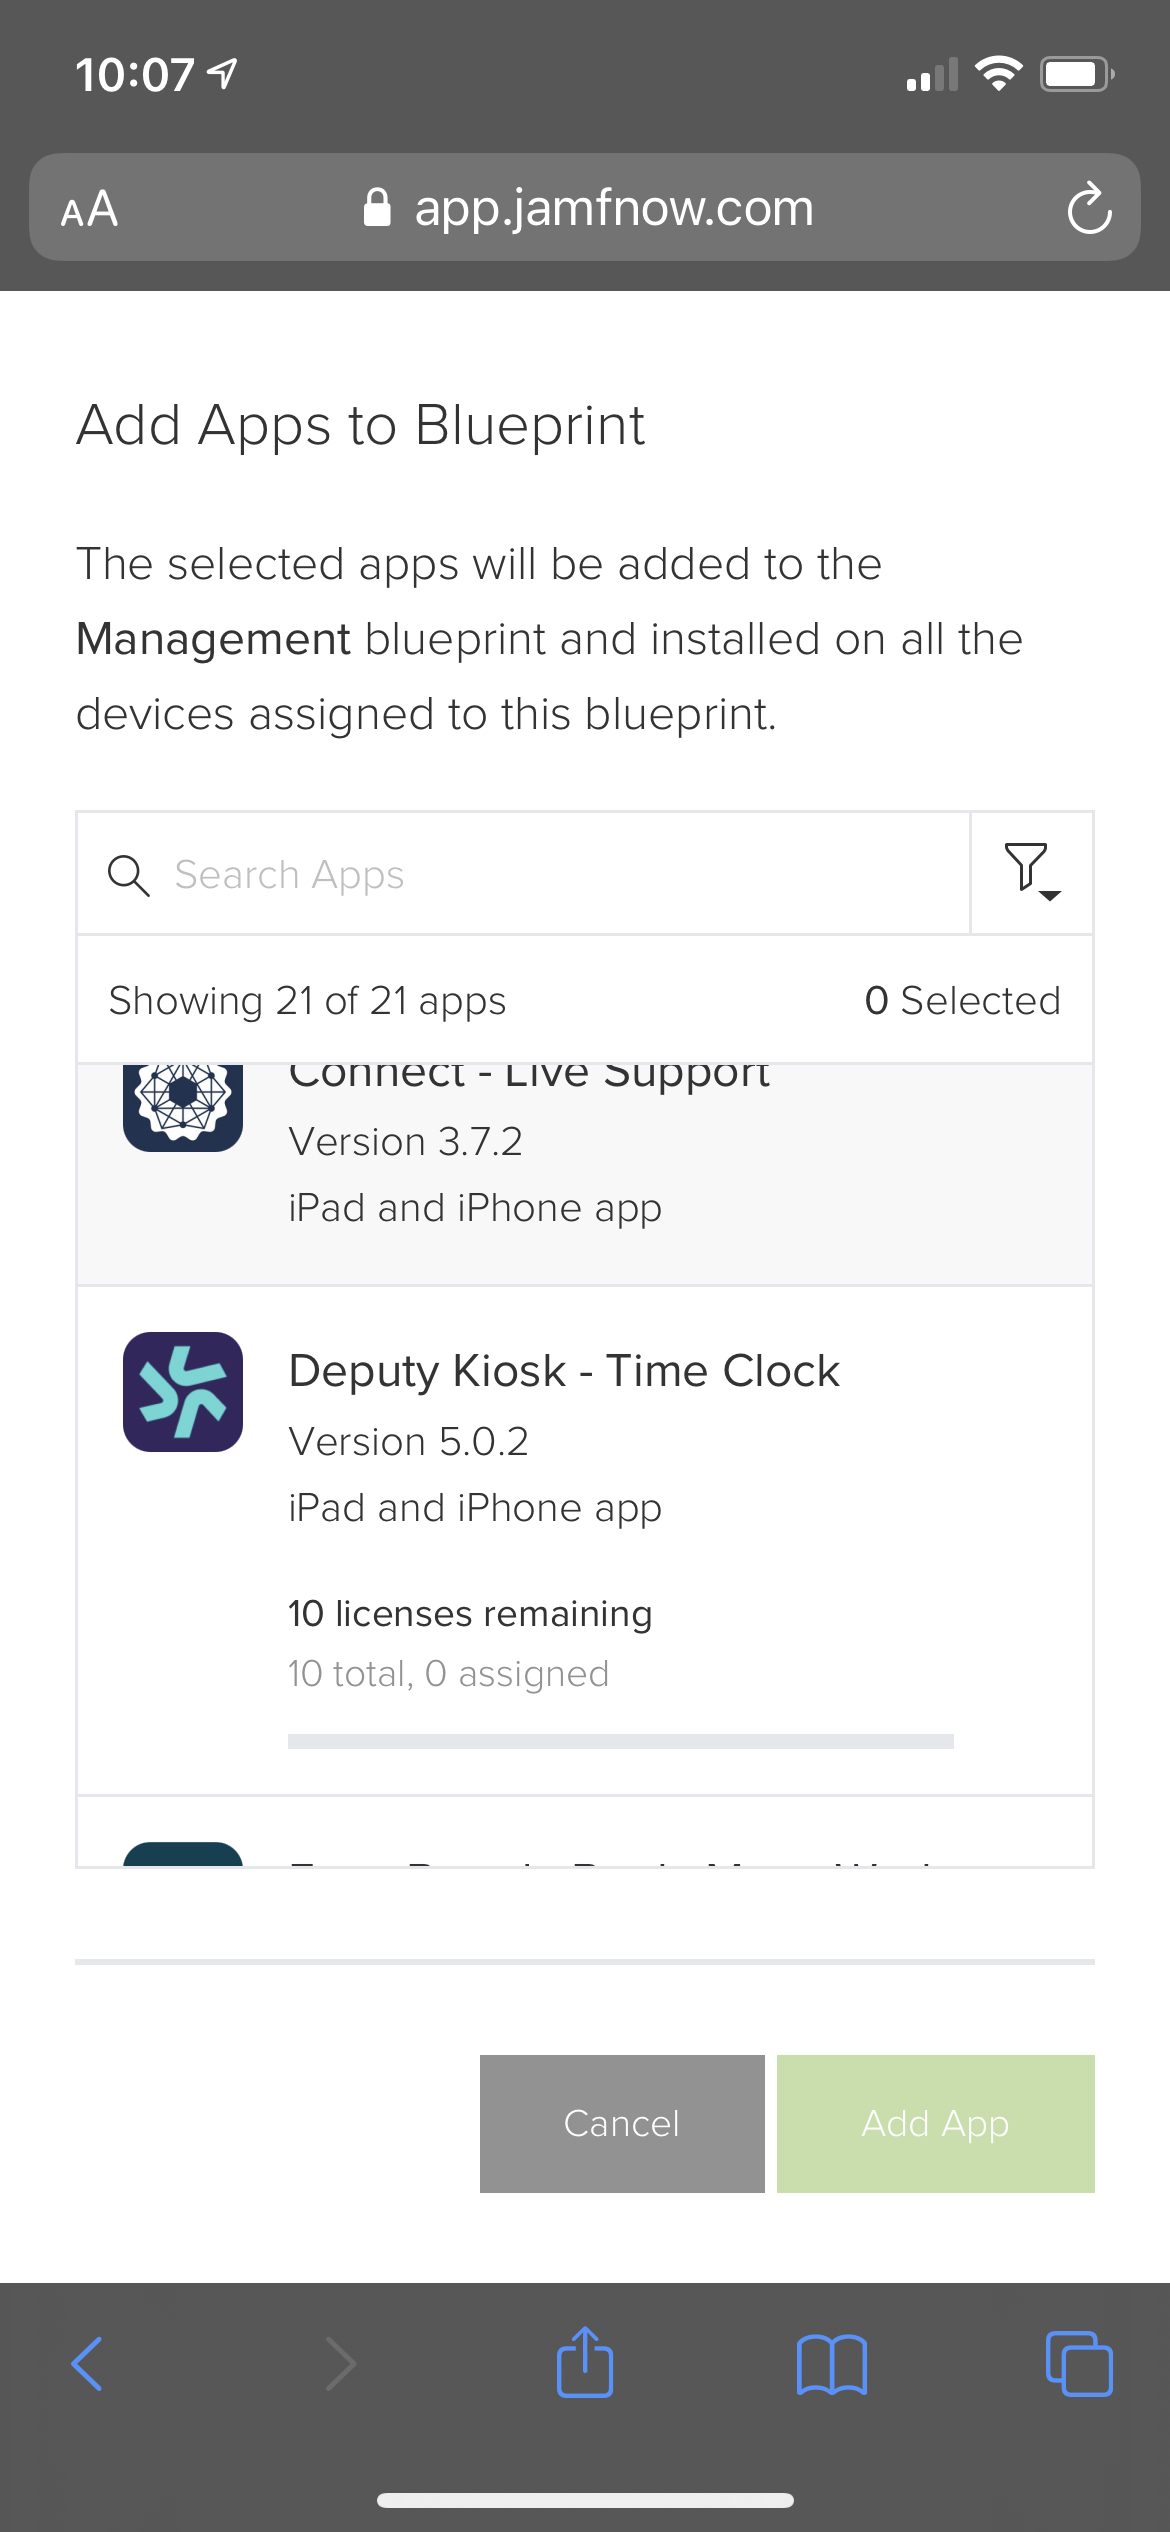 10:07
AA
app.jamfnow.com
Add Apps to Blueprint
The selected apps will be added to the
Management blueprint and installed on all the
devices assigned to this blueprint.
Search Apps
Showing 21 of 21 apps
0 Selected
Connect - Live Support
Version 3.7.2
iPad and iPhone app
Deputy Kiosk - Time Clock
Version 5.0.2
iPad and iPhone app
10 licenses remaining
10 total, 0 assigned
Cancel
Add App